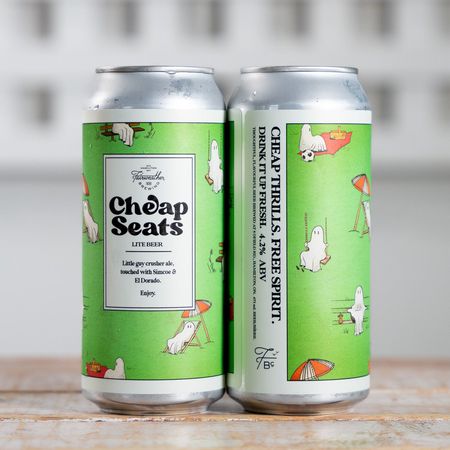 Fairweather
BREWING
Cheap
Seats
LITE BEER
Little guy crusher ale,
touched with Simcoe &
El Dorado.
Enjoy.
CHEAP THRILLS. FREE SPIRIT.
DRINK IT UP FRESH. 4.2% ABV